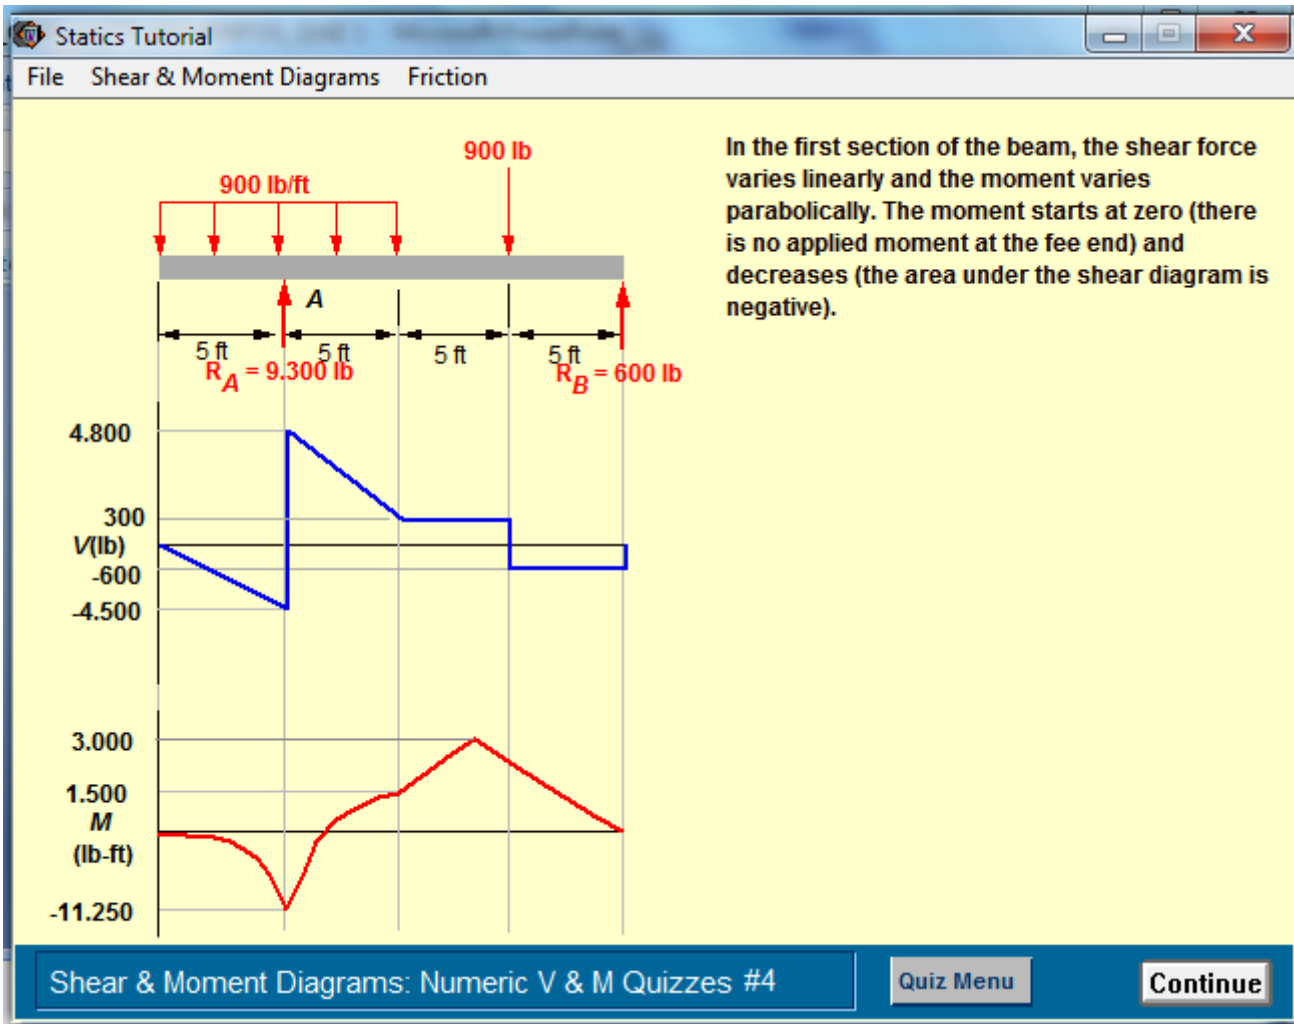 Statics Tutorial
File Shear & Moment Diagrams Friction
In the first section of the beam, the shear force
varies linearly and the moment varies
parabolically. The moment starts at zero (there
is no applied moment at the fee end) and
decreases (the area under the shear diagram is
negative).
900 lb
900 lb/ft
A
5 ft 5 ft 5 ft 5 ft
RA = 9.300 lb RB = 600 lb
4.800
300
V(lb)
-600
-4.500
3.000
1.500
M
(lb-ft)
-11.250
Shear & Moment Diagrams: Numeric V & M Quizzes #4
Quiz Menu
Continue